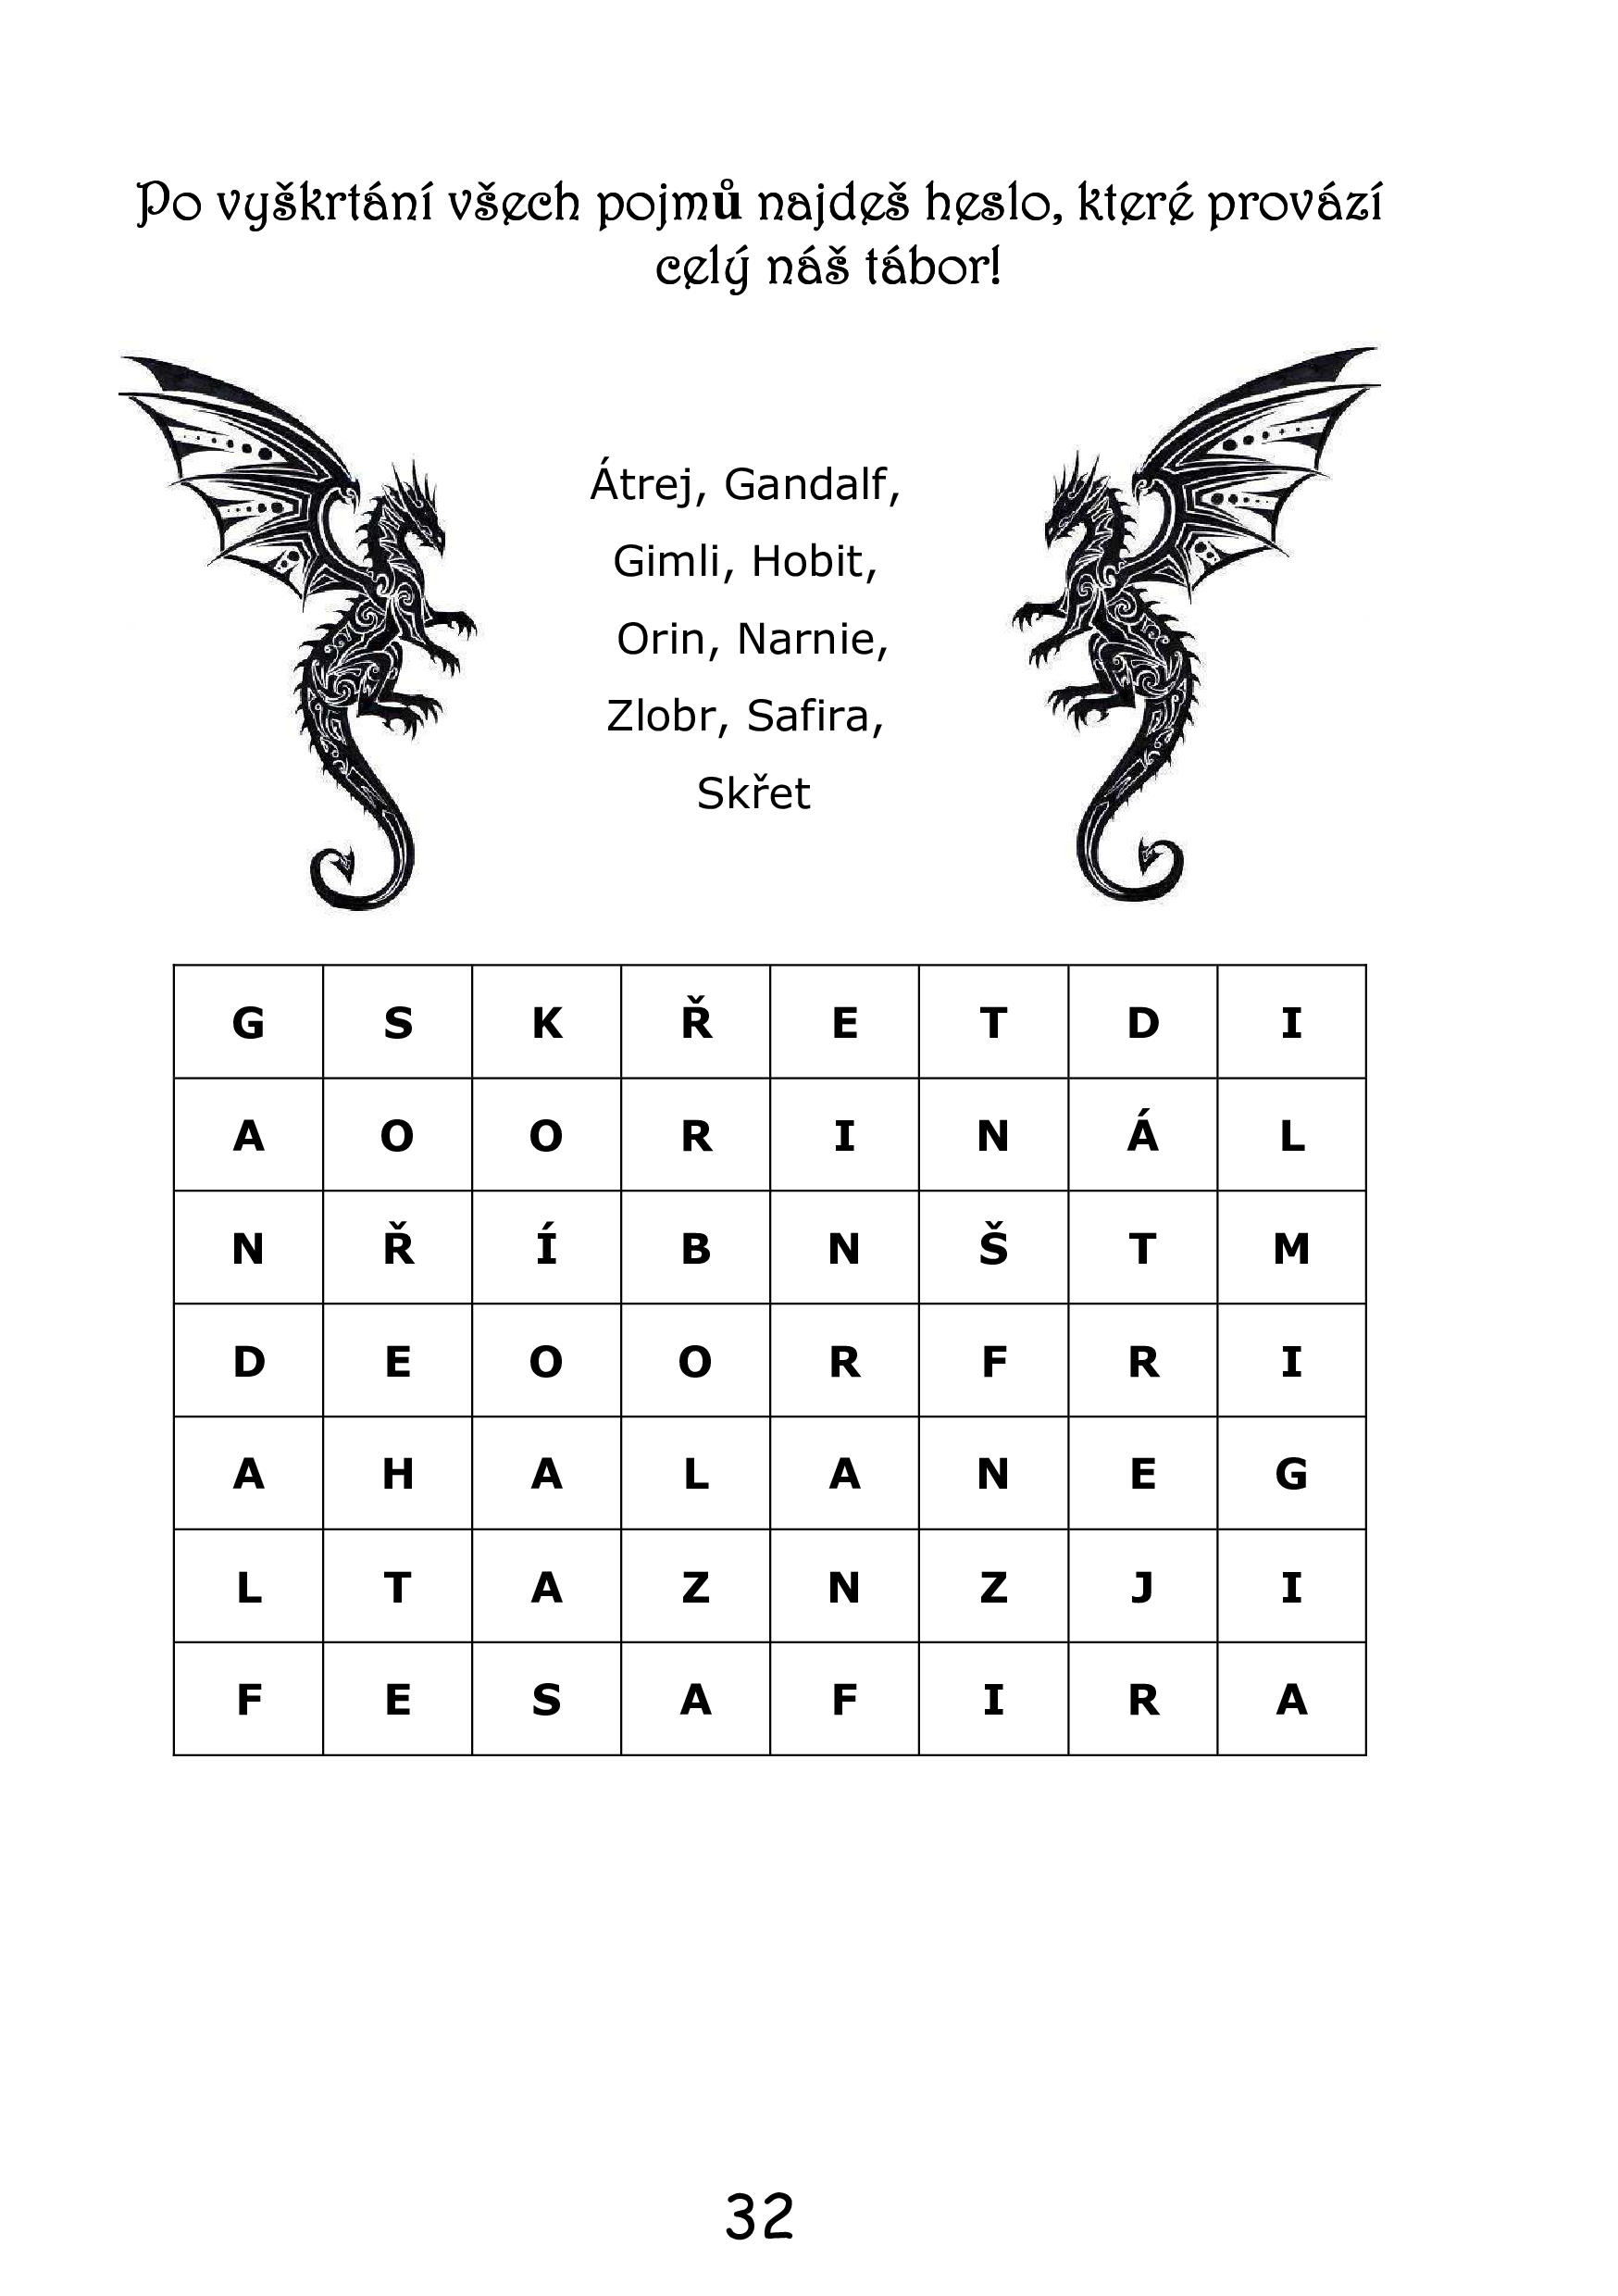 Po vyškrtání všech pojmů najdeš heslo, které provází
celý náš tábor!
Átrej, Gandalf,
Gimli, Hobit,
Orin, Narnie,
Zlobr, Safira,
Skřet
G S K Ř E T D I
A O O R I N Á L
N Ř Í B N Š T M
D E O O R F R I
A H A L A N E G
L T A Z N Z J I
F E S A F I R A
32